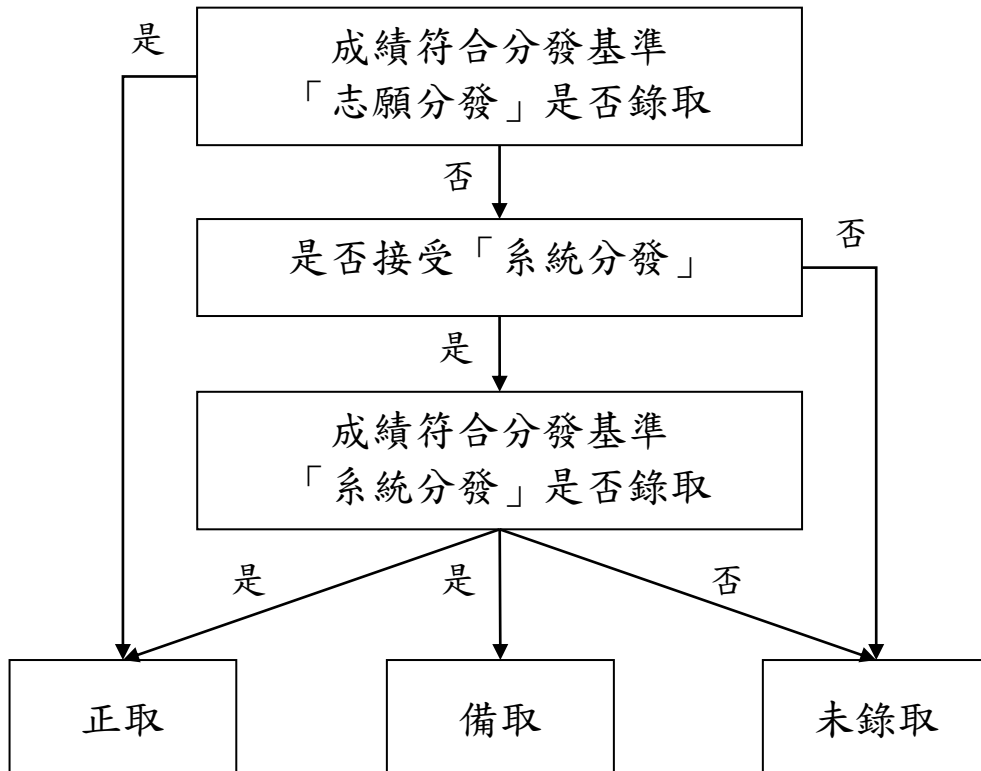 是
成績符合分發基準
「志願分發」是否錄取
否
是否接受「系統分發」
否
是
成績符合分發基準
「系統分發」是否錄取
是
是
否
正取
備取
未錄取